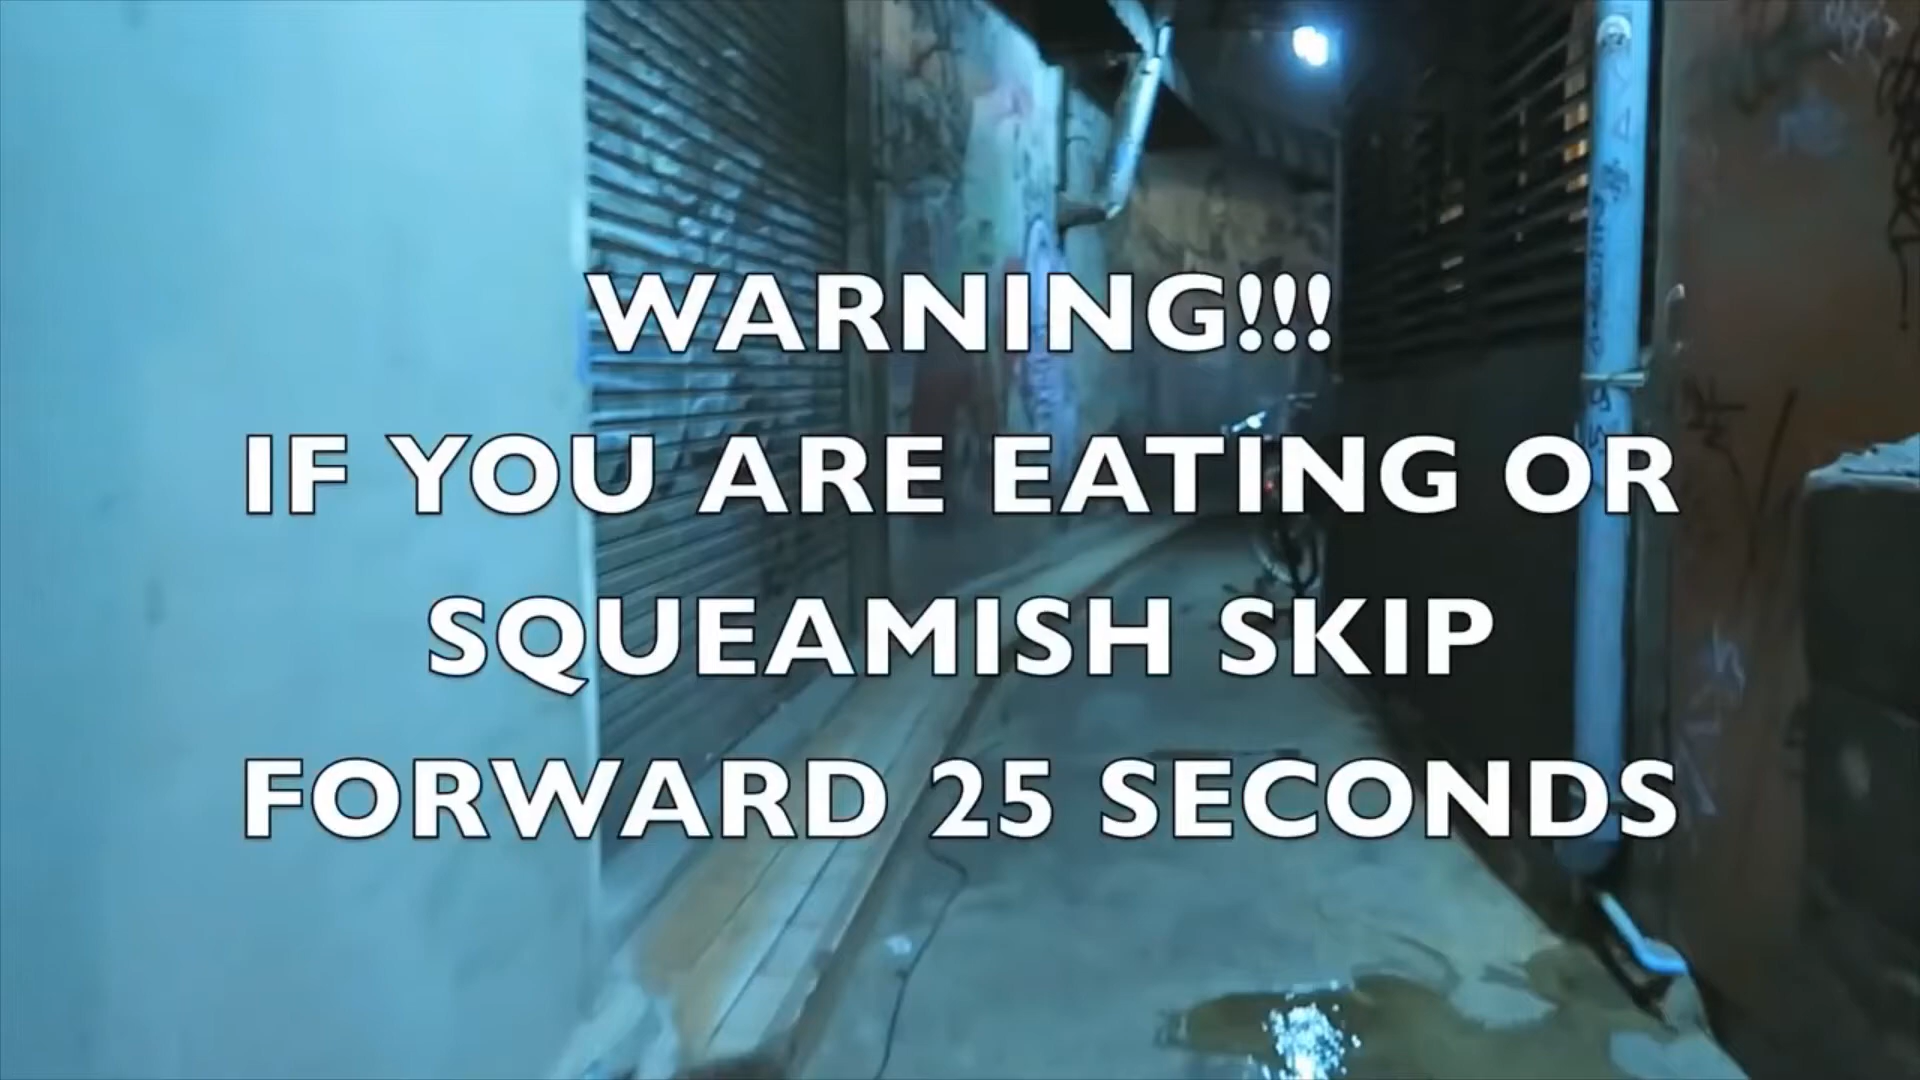 WARNING!!!
IF YOU ARE EATING OR
SQUEAMISH SKIP
FORWARD 25 SECONDS